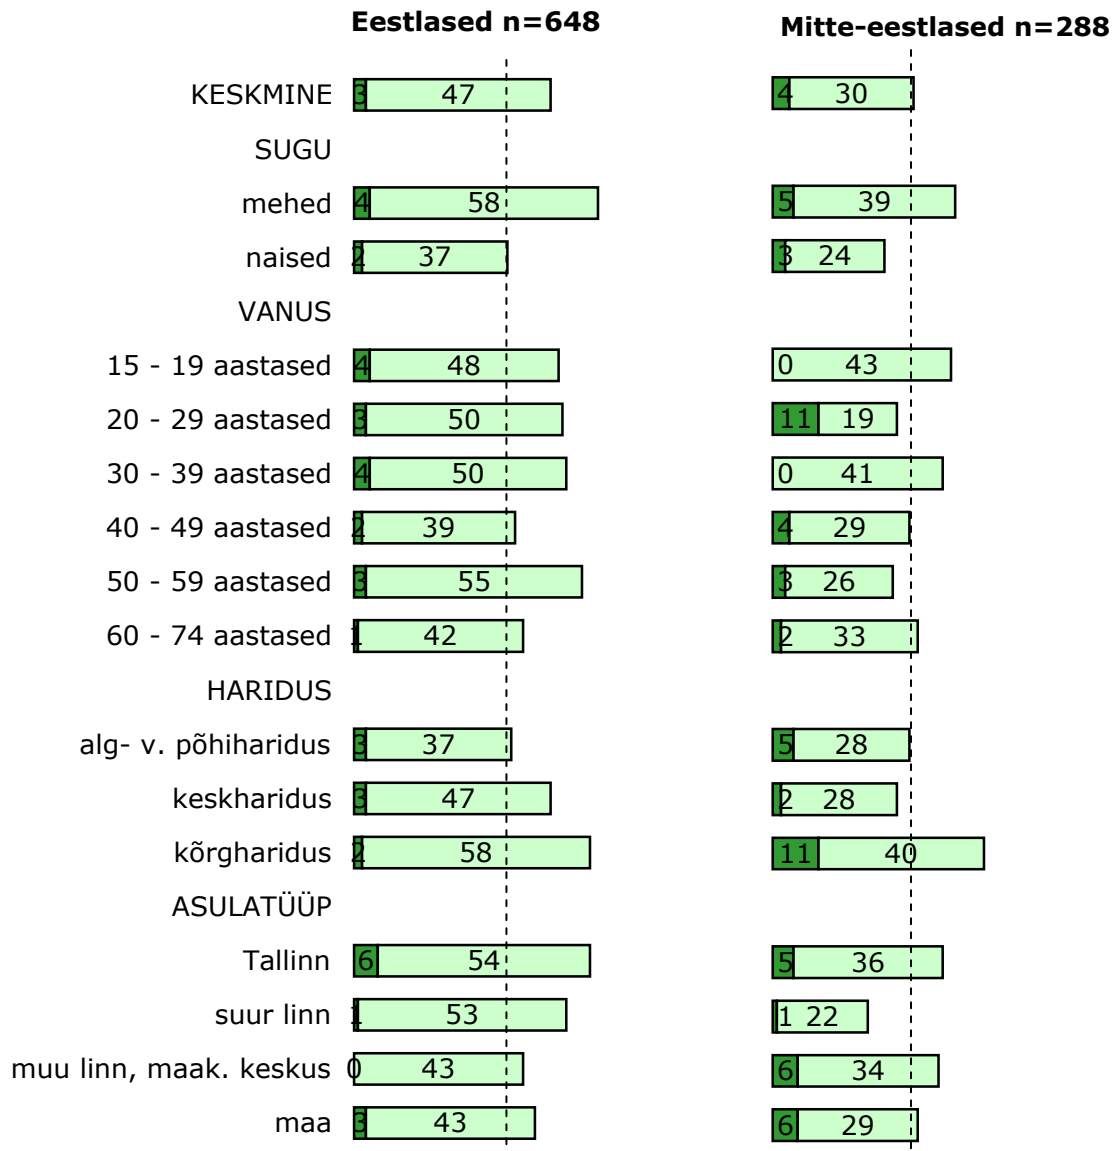 Eestlased n=648 Mitte-eestlased n=288
KESKMINE 3 47 4 30
SUGU
mehed 4 58 5 39
naised 2 37 3 24
VANUS
15 - 19 aastased 4 48 0 43
20 - 29 aastased 3 50 11 19
30 - 39 aastased 4 50 0 41
40 - 49 aastased 2 39 4 29
50 - 59 aastased 3 55 3 26
60 - 74 aastased 1 42 2 33
HARIDUS
alg- v. põhiharidus 3 37 5 28
keskharidus 3 47 2 28
kõrgharidus 2 58 11 40
ASULATÜÜP
Tallinn 6 54 5 36
suur linn 1 53 1 22
muu linn, maak. keskus 0 43 6 34
maa 3 43 6 29